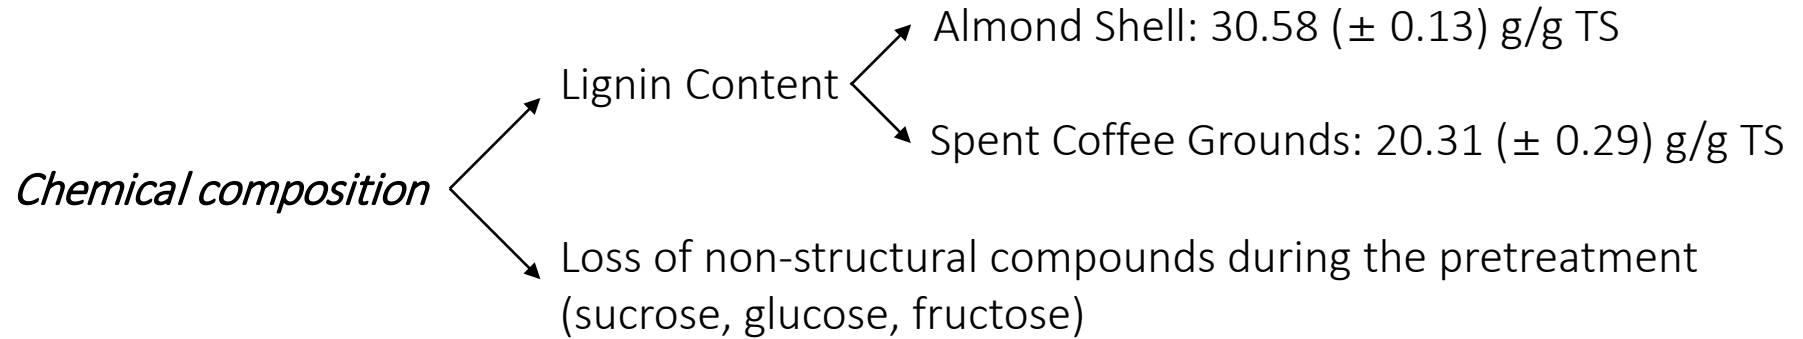 Chemical composition
Lignin Content
Almond Shell: 30.58 (± 0.13) g/g TS
Spent Coffee Grounds: 20.31 (± 0.29) g/g TS
Loss of non-structural compounds during the pretreatment
(sucrose, glucose, fructose)